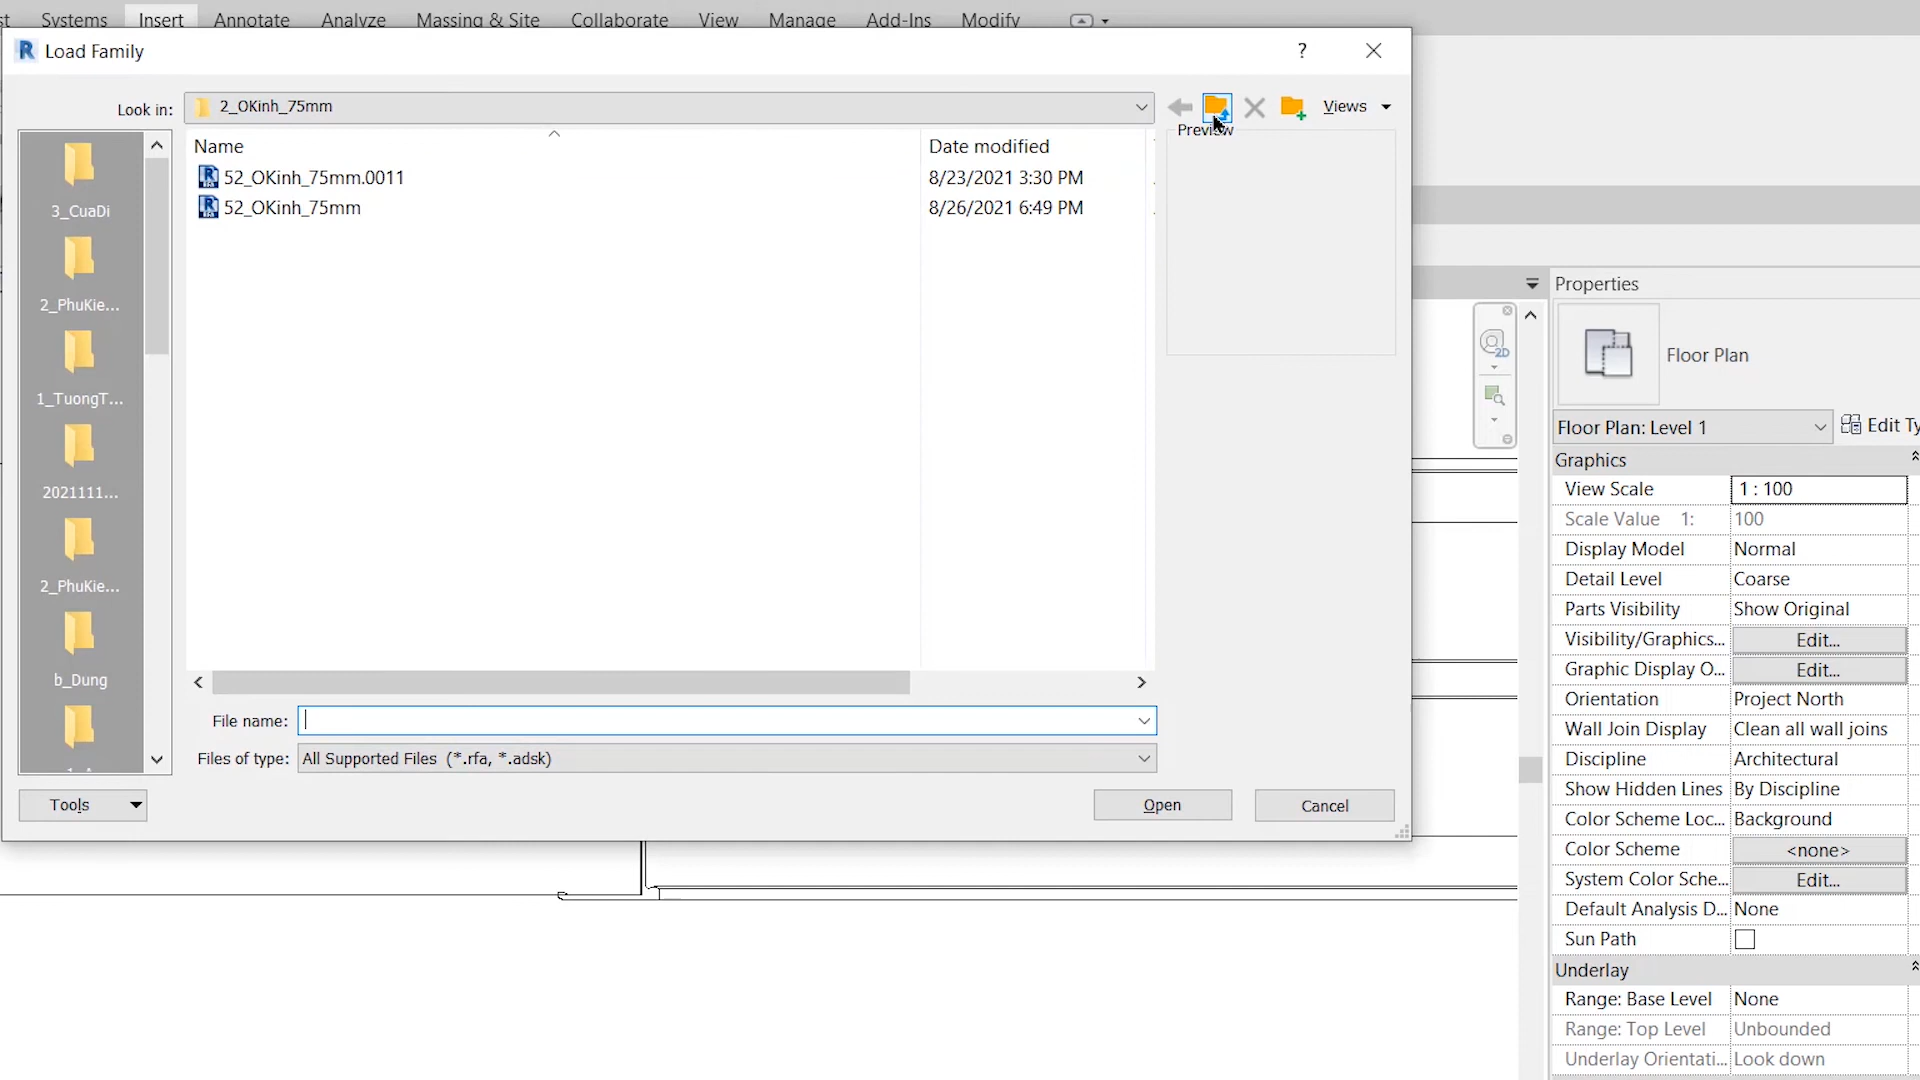 Systems Insert Annotate Analyze Massing & Site Collaborate View Manage Add-Ins Modify
Load Family
?
Look in:
2_OKinh_75mm
Views
Preview
3_CuaDi
2_PhuKie...
1_TuongT...
2021111...
2_PhuKie...
b_Dung
Name
Date modified
52_OKinh_75mm.0011
8/23/2021 3:30 PM
52_OKinh_75mm
8/26/2021 6:49 PM
File name:
Files of type:
All Supported Files (*.rfa, *.adsk)
Tools
Open
Cancel
2D
Properties
Floor Plan
Floor Plan: Level 1
Edit Ty
Graphics
View Scale
1 : 100
Scale Value 1:
100
Display Model
Normal
Detail Level
Coarse
Parts Visibility
Show Original
Visibility/Graphics...
Edit...
Graphic Display O...
Edit...
Orientation
Project North
Wall Join Display
Clean all wall joins
Discipline
Architectural
Show Hidden Lines
By Discipline
Color Scheme Loc...
Background
Color Scheme
<none>
System Color Sche...
Edit...
Default Analysis D...
None
Sun Path
Underlay
Range: Base Level
None
Range: Top Level
Unbounded
Underlay Orientati...
Look down